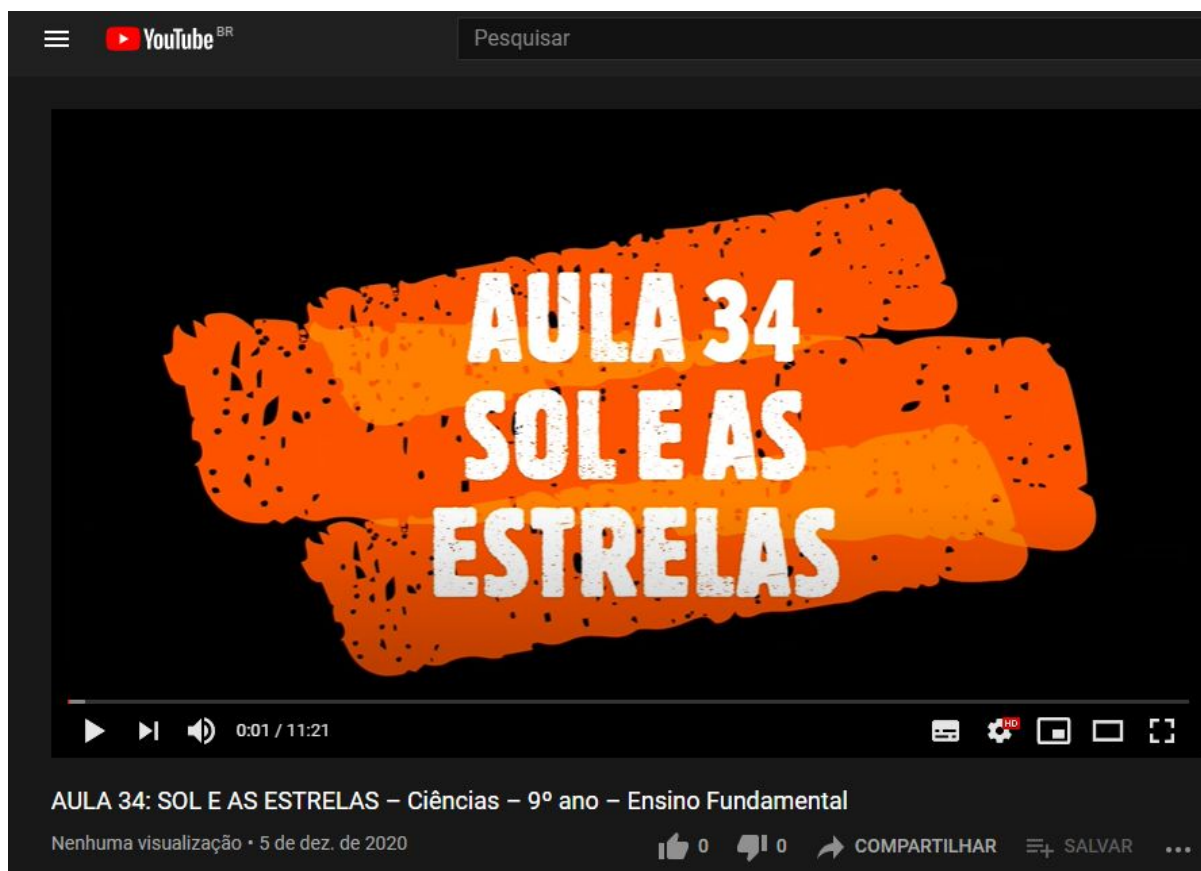 YouTube BR
Pesquisar
AULA 34
SOL E AS
ESTRELAS
0:01 / 11:21
HD
AULA 34: SOL E AS ESTRELAS – Ciências – 9º ano – Ensino Fundamental
Nenhuma visualização • 5 de dez. de 2020
0 0 COMPARTILHAR SALVAR